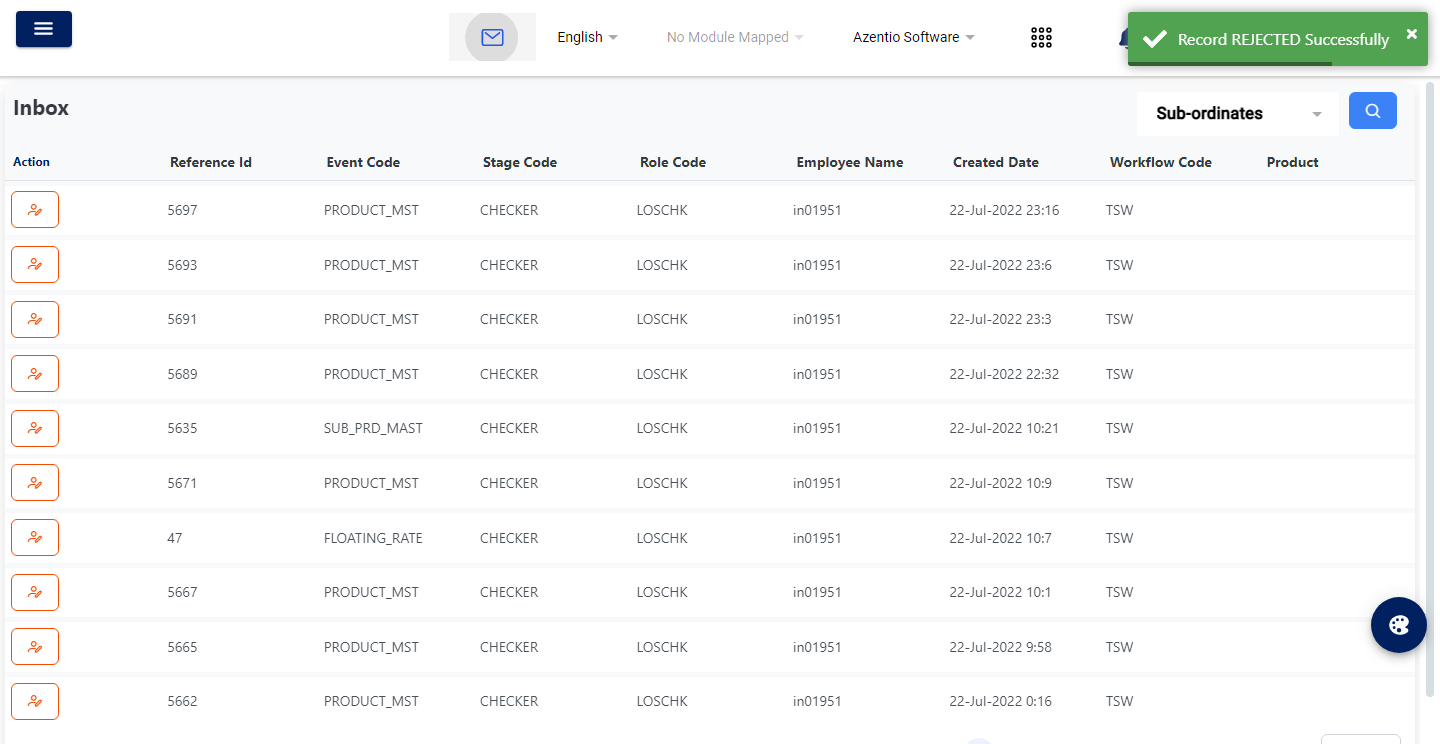 English No Module Mapped Azentio Software Record REJECTED Successfully
Inbox Sub-ordinates
Action Reference Id Event Code Stage Code Role Code Employee Name Created Date Workflow Code Product
5697 PRODUCT_MST CHECKER LOSCHK in01951 22-Jul-2022 23:16 TSW
5693 PRODUCT_MST CHECKER LOSCHK in01951 22-Jul-2022 23:6 TSW
5691 PRODUCT_MST CHECKER LOSCHK in01951 22-Jul-2022 23:3 TSW
5689 PRODUCT_MST CHECKER LOSCHK in01951 22-Jul-2022 22:32 TSW
5635 SUB_PRD_MAST CHECKER LOSCHK in01951 22-Jul-2022 10:21 TSW
5671 PRODUCT_MST CHECKER LOSCHK in01951 22-Jul-2022 10:9 TSW
47 FLOATING_RATE CHECKER LOSCHK in01951 22-Jul-2022 10:7 TSW
5667 PRODUCT_MST CHECKER LOSCHK in01951 22-Jul-2022 10:1 TSW
5665 PRODUCT_MST CHECKER LOSCHK in01951 22-Jul-2022 9:58 TSW
5662 PRODUCT_MST CHECKER LOSCHK in01951 22-Jul-2022 0:16 TSW